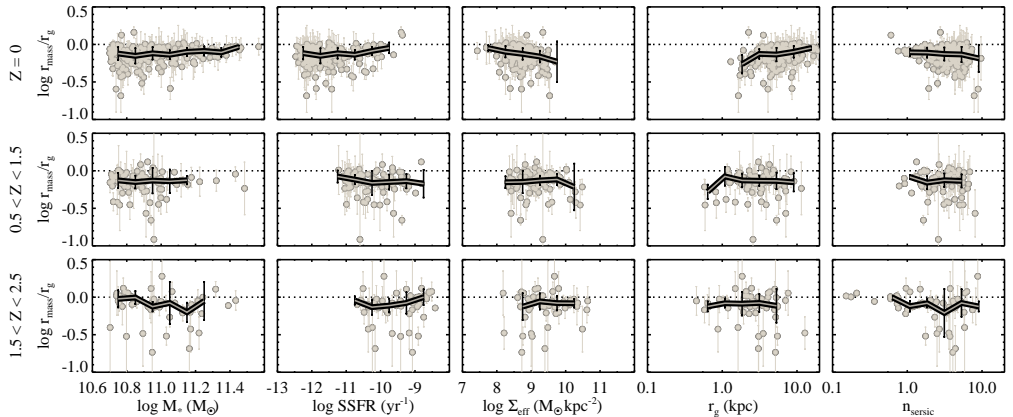 Z = 0
log r_mass/r_g
0.5
0.0
-0.5
-1.0
0.5 < Z < 1.5
log r_mass/r_g
0.5
0.0
-0.5
-1.0
1.5 < Z < 2.5
log r_mass/r_g
0.5
0.0
-0.5
-1.0
10.6 10.8 11.0 11.2 11.4
-13 -12 -11 -10 -9
7 8 9 10 11
0.1 1.0 10.0
0.1 1.0 10.0
log M_* (M_⊙)
log SSFR (yr⁻¹)
log Σ_eff (M_⊙ kpc⁻²)
r_g (kpc)
n_sersic